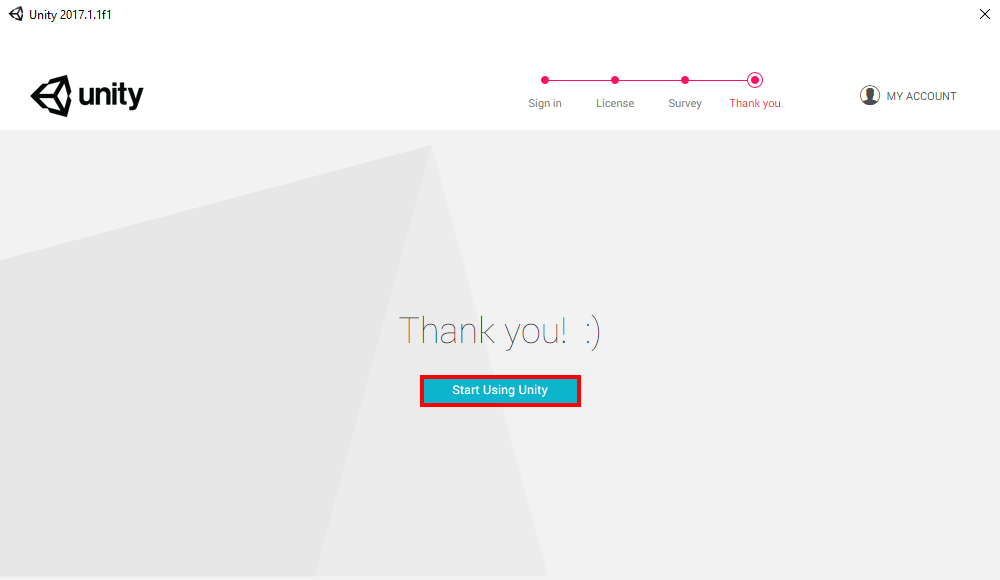 Unity 2017.1.1f1
unity
Sign in
License
Survey
Thank you
MY ACCOUNT
Thank you! :)
Start Using Unity